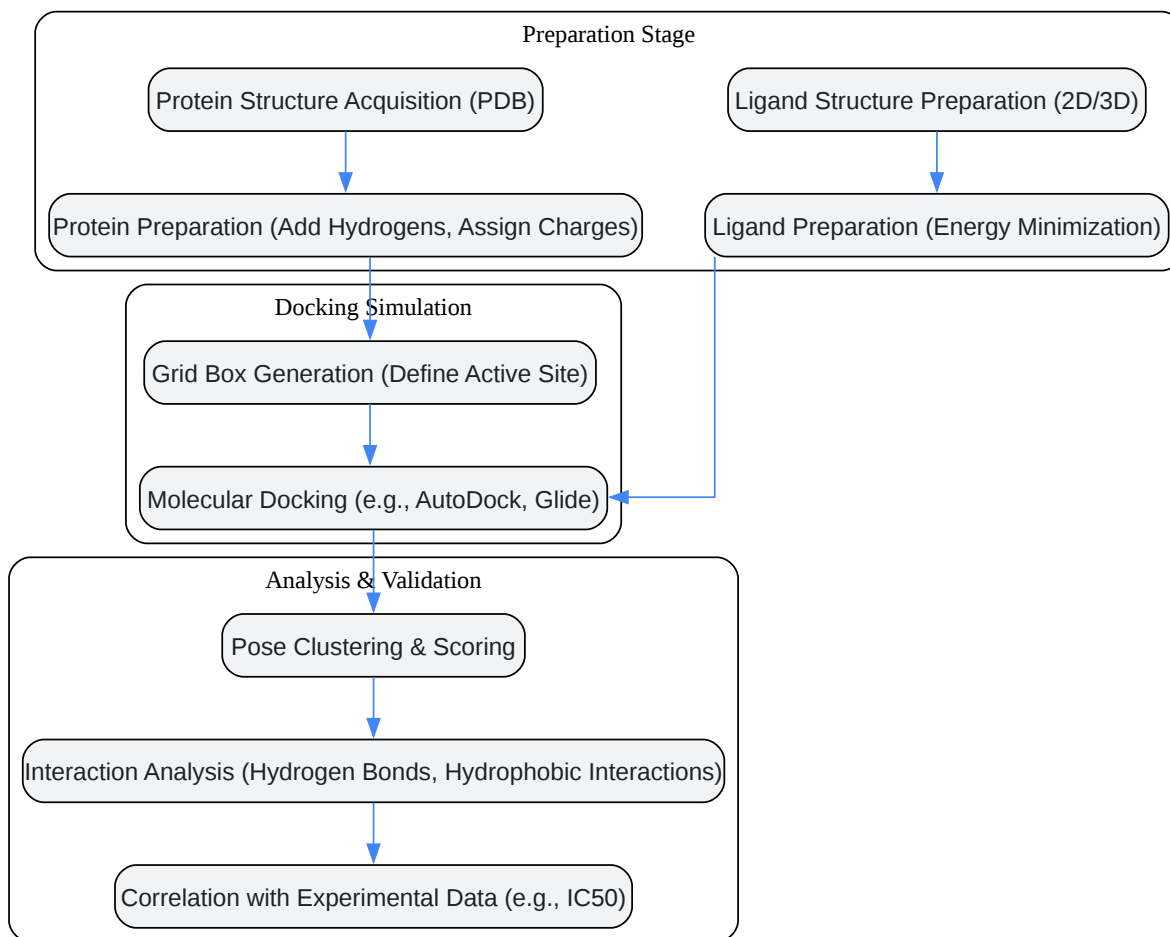 Preparation Stage
Protein Structure Acquisition (PDB)
Ligand Structure Preparation (2D/3D)
Protein Preparation (Add Hydrogens, Assign Charges)
Ligand Preparation (Energy Minimization)
Docking Simulation
Grid Box Generation (Define Active Site)
Molecular Docking (e.g., AutoDock, Glide)
Analysis & Validation
Pose Clustering & Scoring
Interaction Analysis (Hydrogen Bonds, Hydrophobic Interactions)
Correlation with Experimental Data (e.g., IC50)